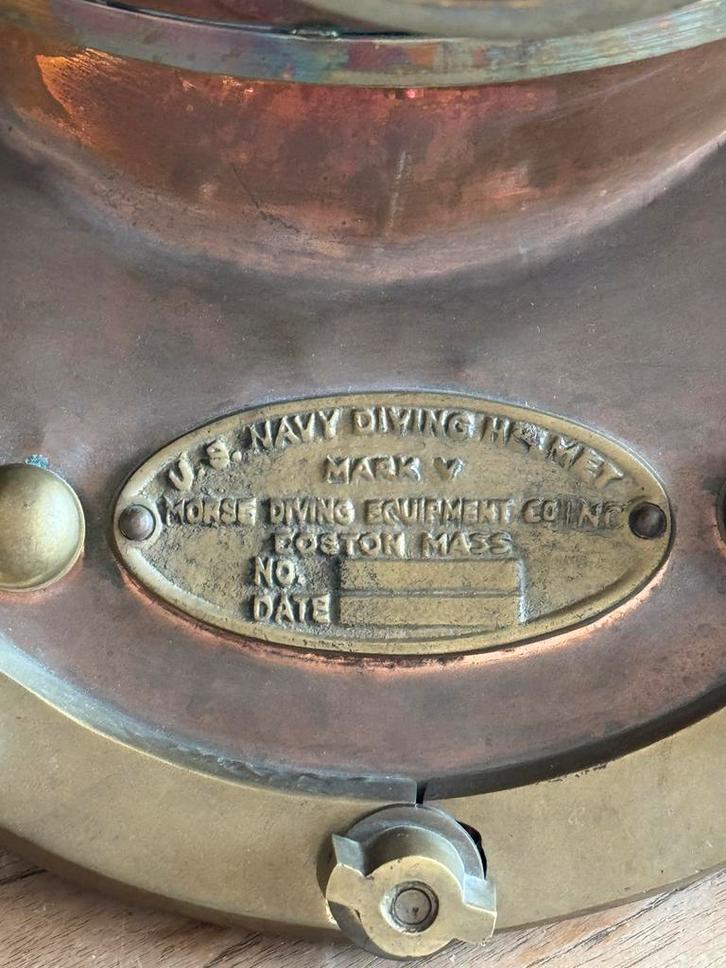 U.S. NAVY DIVING HELMET
MARK V
MORSE DIVING EQUIPMENT CO INC
BOSTON MASS
NO.
DATE